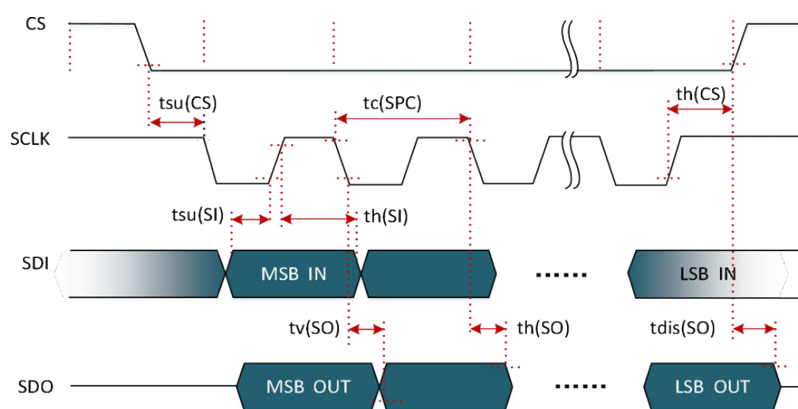 CS
tsu(CS)
tc(SPC)
th(CS)
SCLK
tsu(SI)
th(SI)
SDI
MSB IN
LSB IN
tv(SO)
th(SO)
tdis(SO)
SDO
MSB OUT
LSB OUT